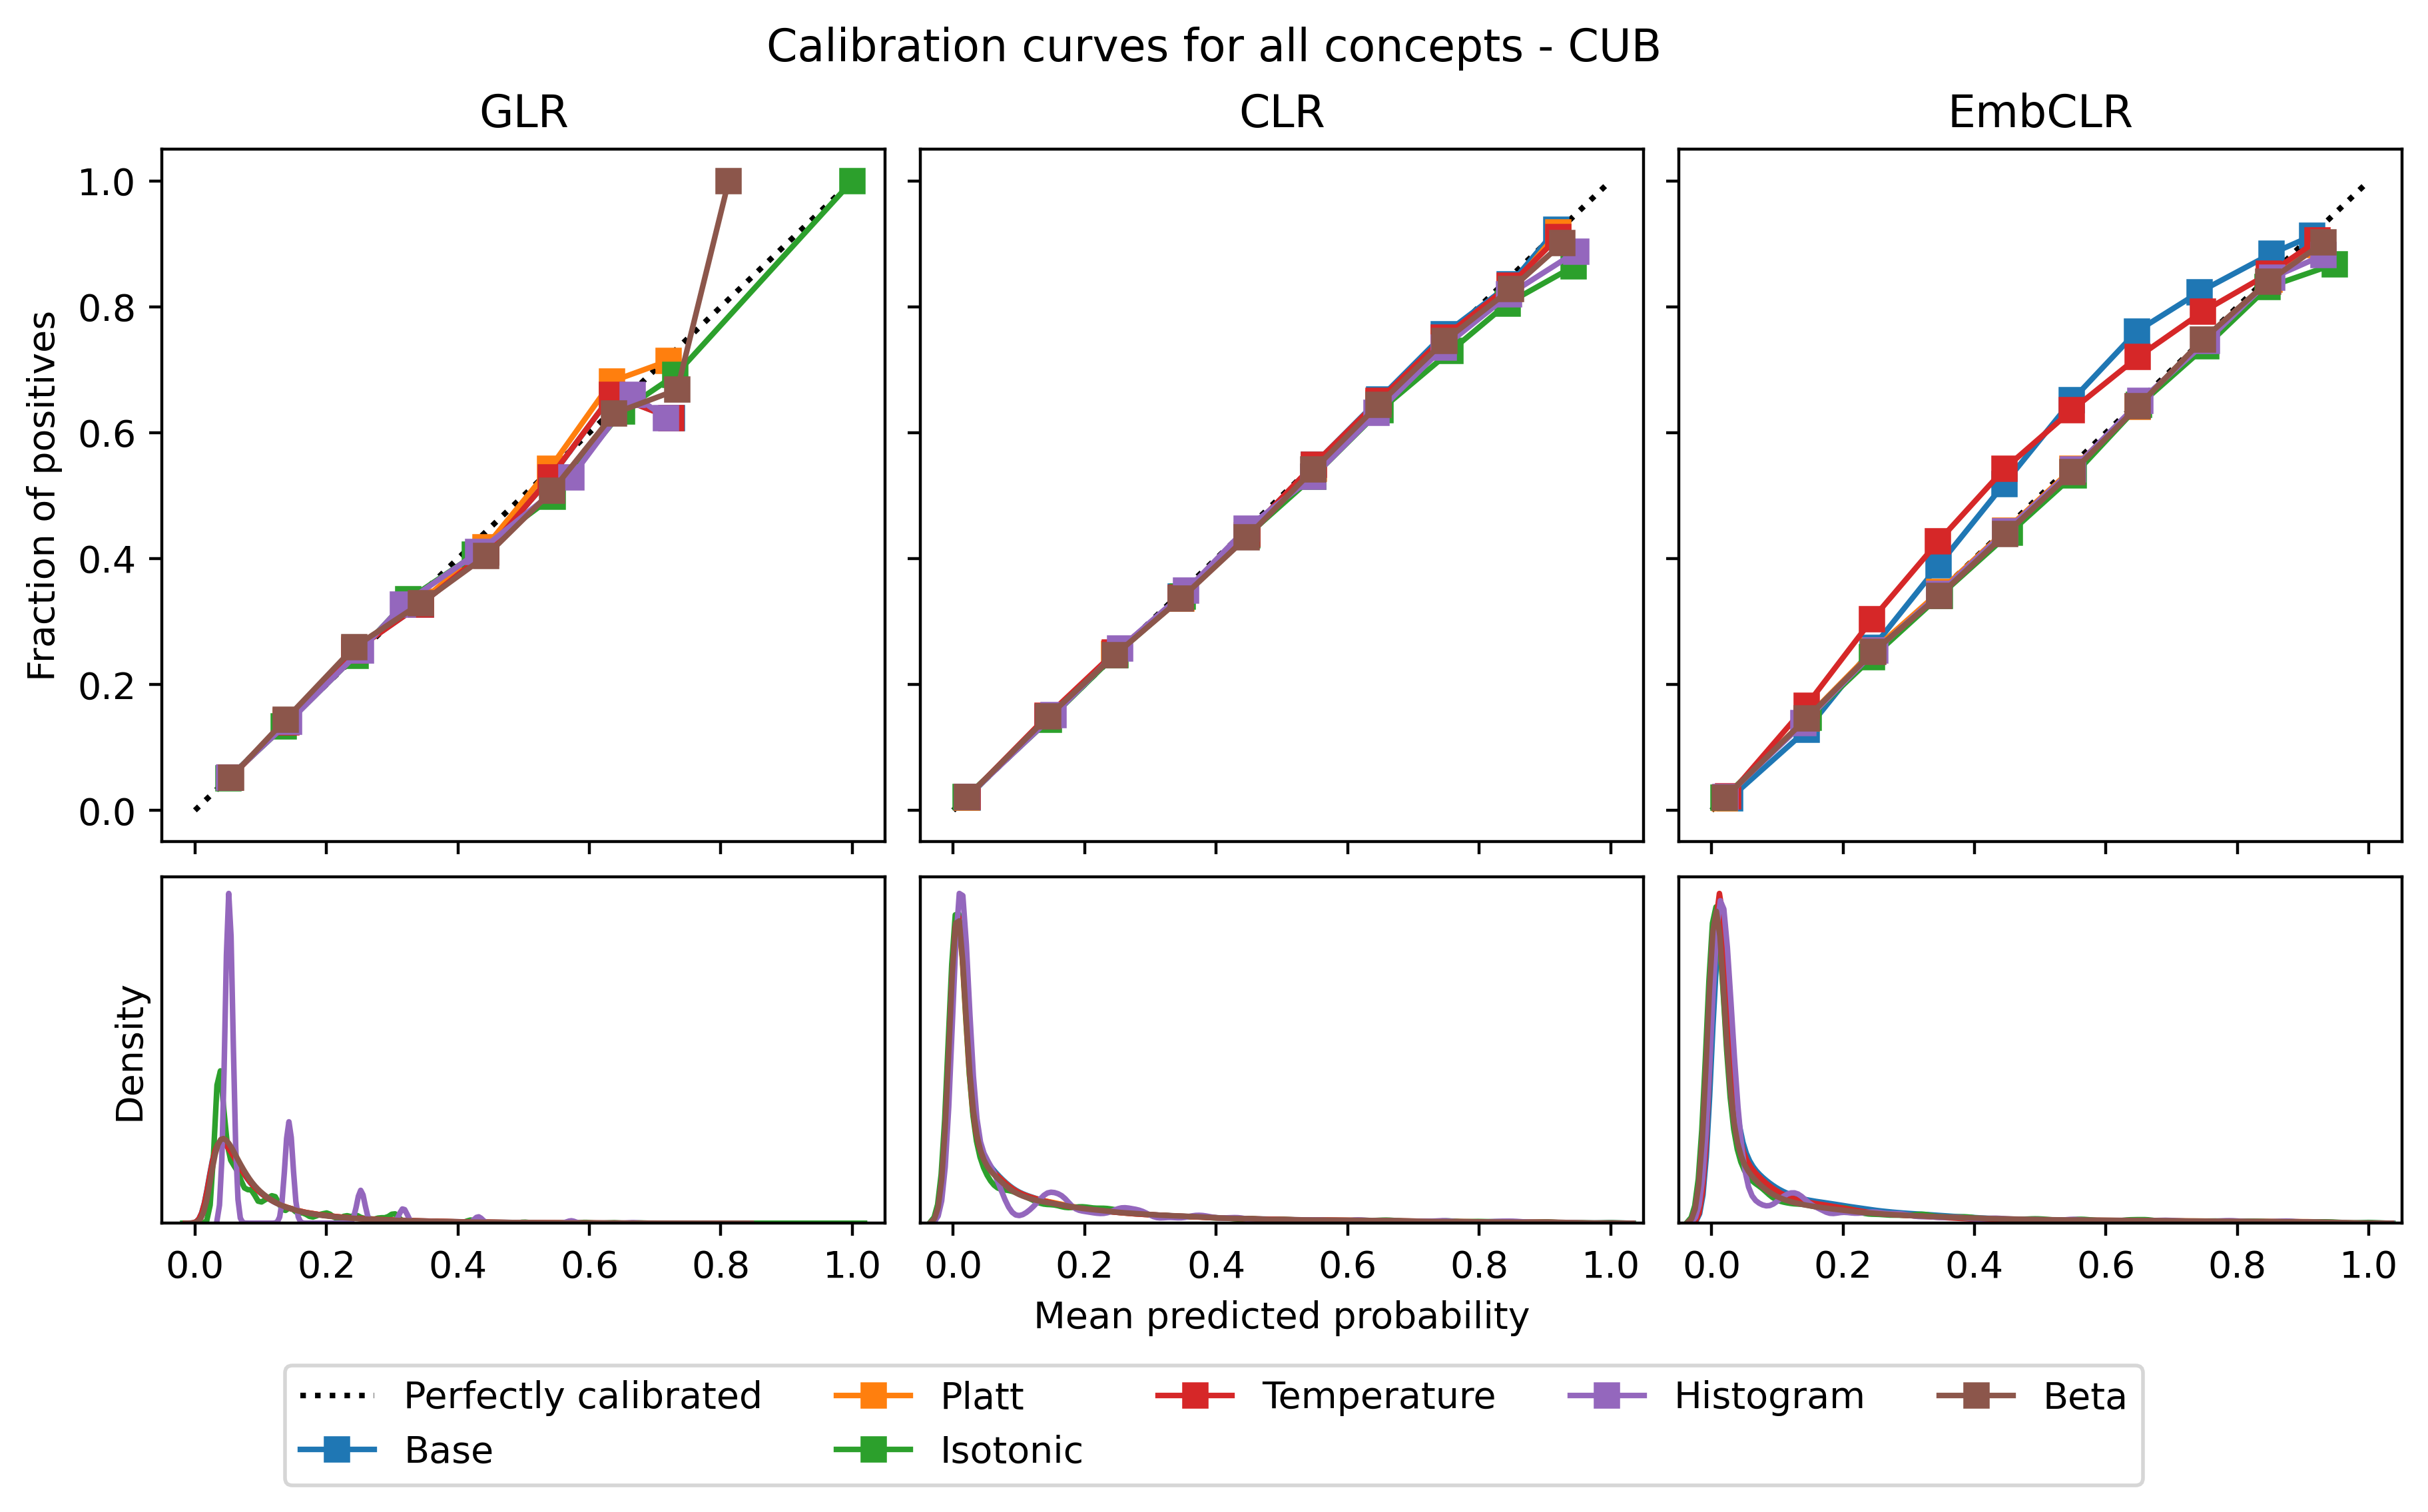 Calibration curves for all concepts - CUB
GLR
CLR
EmbCLR
Fraction of positives
1.0
0.8
0.6
0.4
0.2
0.0
Density
0.0 0.2 0.4 0.6 0.8 1.0
0.0 0.2 0.4 0.6 0.8 1.0
0.0 0.2 0.4 0.6 0.8 1.0
Mean predicted probability
Perfectly calibrated
Base
Platt
Isotonic
Temperature
Histogram
Beta